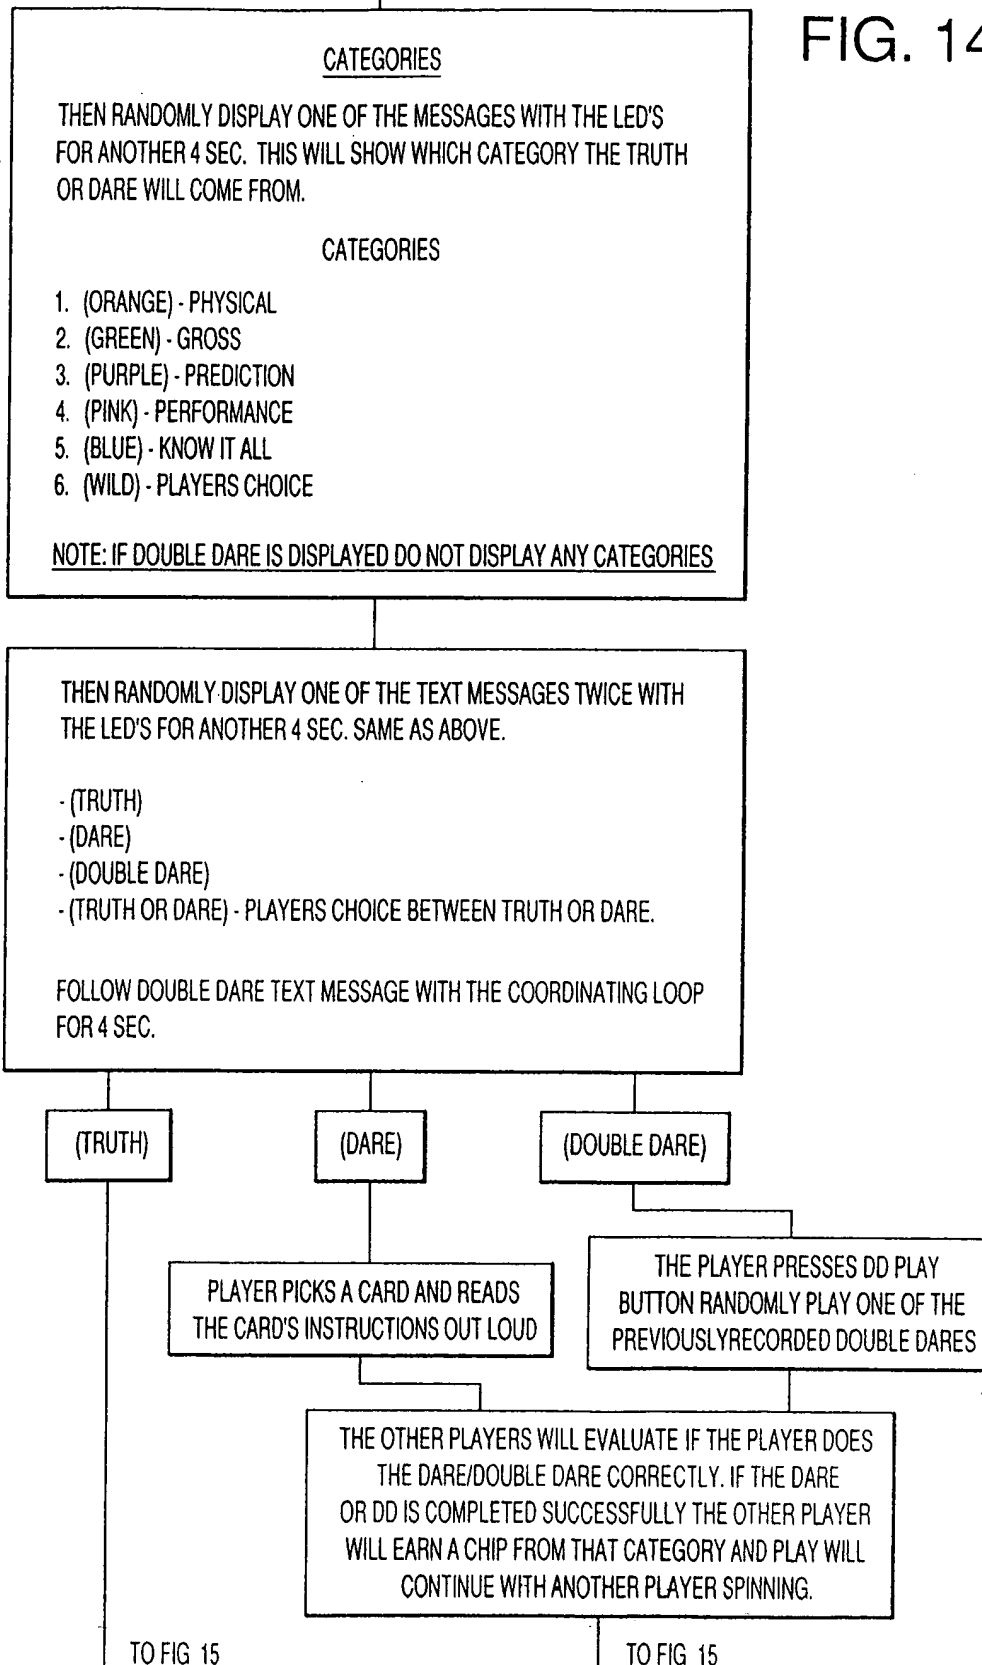 FIG. 14
CATEGORIES
THEN RANDOMLY DISPLAY ONE OF THE MESSAGES WITH THE LED'S
FOR ANOTHER 4 SEC. THIS WILL SHOW WHICH CATEGORY THE TRUTH
OR DARE WILL COME FROM.
CATEGORIES
1. (ORANGE) - PHYSICAL
2. (GREEN) - GROSS
3. (PURPLE) - PREDICTION
4. (PINK) - PERFORMANCE
5. (BLUE) - KNOW IT ALL
6. (WILD) - PLAYERS CHOICE
NOTE: IF DOUBLE DARE IS DISPLAYED DO NOT DISPLAY ANY CATEGORIES
THEN RANDOMLY DISPLAY ONE OF THE TEXT MESSAGES TWICE WITH
THE LED'S FOR ANOTHER 4 SEC. SAME AS ABOVE.
- (TRUTH)
- (DARE)
- (DOUBLE DARE)
- (TRUTH OR DARE) - PLAYERS CHOICE BETWEEN TRUTH OR DARE.
FOLLOW DOUBLE DARE TEXT MESSAGE WITH THE COORDINATING LOOP
FOR 4 SEC.
(TRUTH)
(DARE)
(DOUBLE DARE)
PLAYER PICKS A CARD AND READS
THE CARD'S INSTRUCTIONS OUT LOUD
THE PLAYER PRESSES DD PLAY
BUTTON RANDOMLY PLAY ONE OF THE
PREVIOUSLYRECORDED DOUBLE DARES
THE OTHER PLAYERS WILL EVALUATE IF THE PLAYER DOES
THE DARE/DOUBLE DARE CORRECTLY. IF THE DARE
OR DD IS COMPLETED SUCCESSFULLY THE OTHER PLAYER
WILL EARN A CHIP FROM THAT CATEGORY AND PLAY WILL
CONTINUE WITH ANOTHER PLAYER SPINNING.
TO FIG 15
TO FIG 15